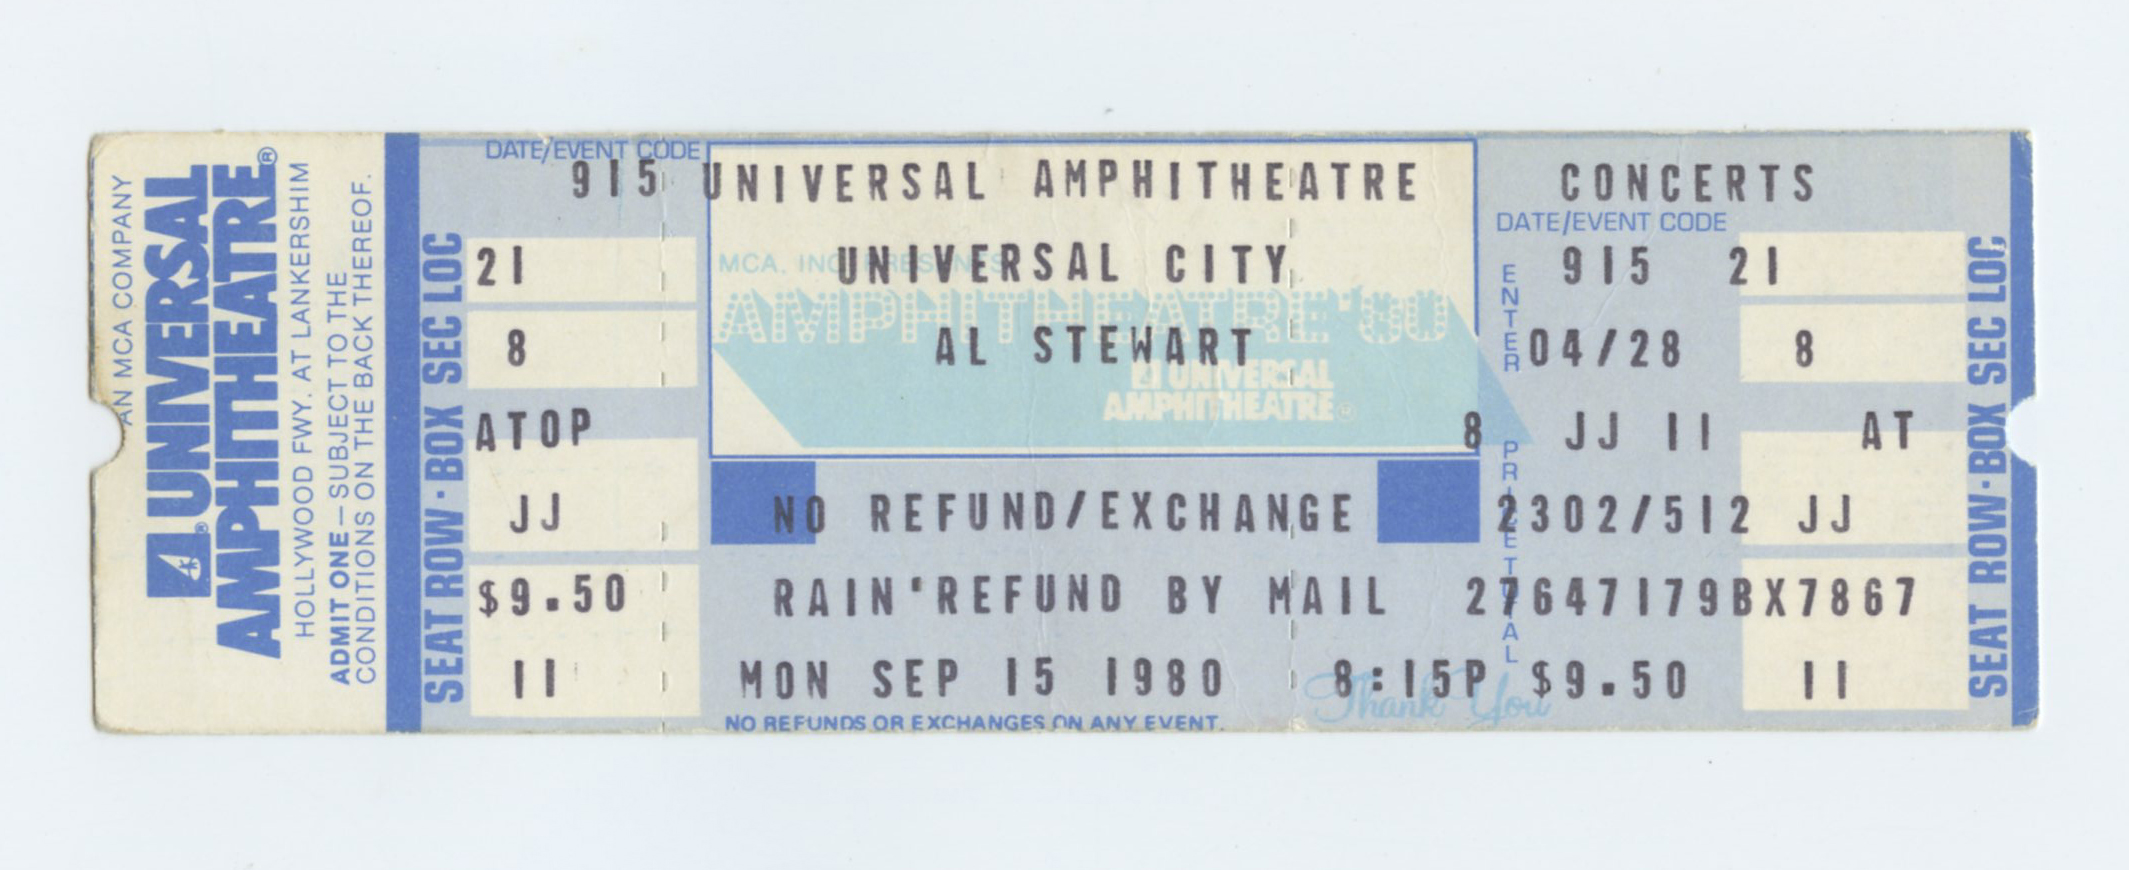 AN MCA COMPANY
UNIVERSAL
AMPHITHEATRE®
HOLLYWOOD FWY. AT LANKERSHIM
ADMIT ONE—SUBJECT TO THE
CONDITIONS ON THE BACK THEREOF.
SEAT ROW·BOX SEC LOC
DATE/EVENT CODE
915 UNIVERSAL AMPHITHEATRE CONCERTS
DATE/EVENT CODE
21 UNIVERSAL CITY 915 21
MCA, INC. PRESENTS
AMPHITHEATRE '80
8 AL STEWART 04/28 8
UNIVERSAL
AMPHITHEATRE®
ATOP 8 JJ 11 AT
JJ NO REFUND/EXCHANGE 2302/512 JJ
$9.50 RAIN'REFUND BY MAIL 27647179BX7867
11 MON SEP 15 1980 8:15P $9.50 11
Thank You
NO REFUNDS OR EXCHANGES ON ANY EVENT.
ENTER PRICE TOTAL
SEAT ROW·BOX SEC LOC